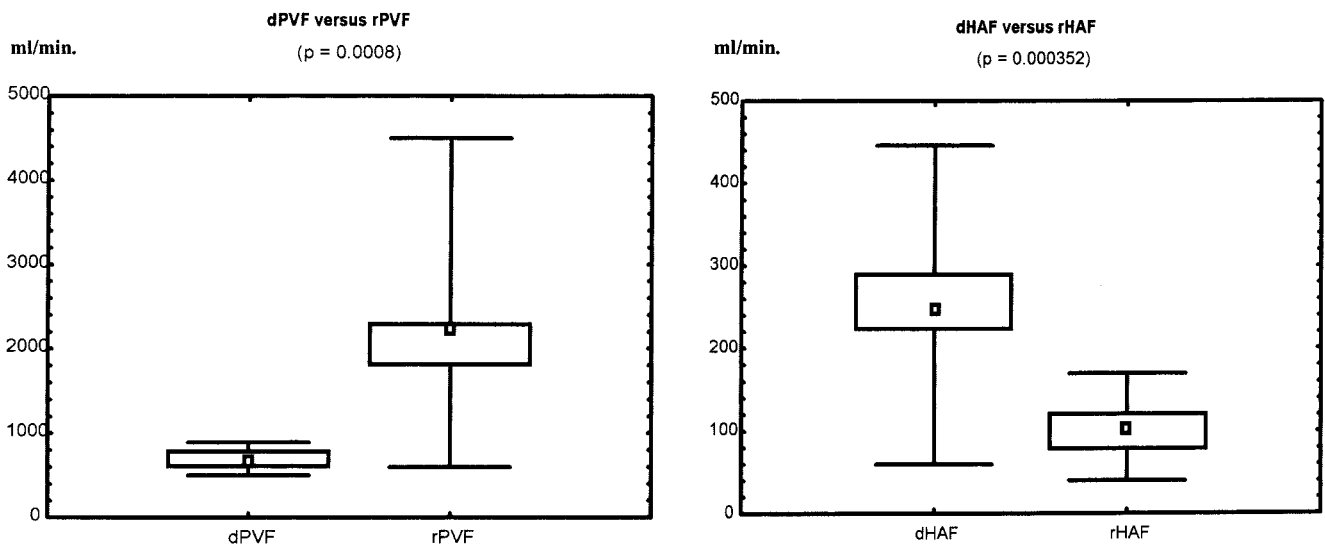 dPVF versus rPVF
(p = 0.0008)
ml/min.
5000
4000
3000
2000
1000
0
dPVF rPVF
dHAF versus rHAF
(p = 0.000352)
ml/min.
500
400
300
200
100
0
dHAF rHAF